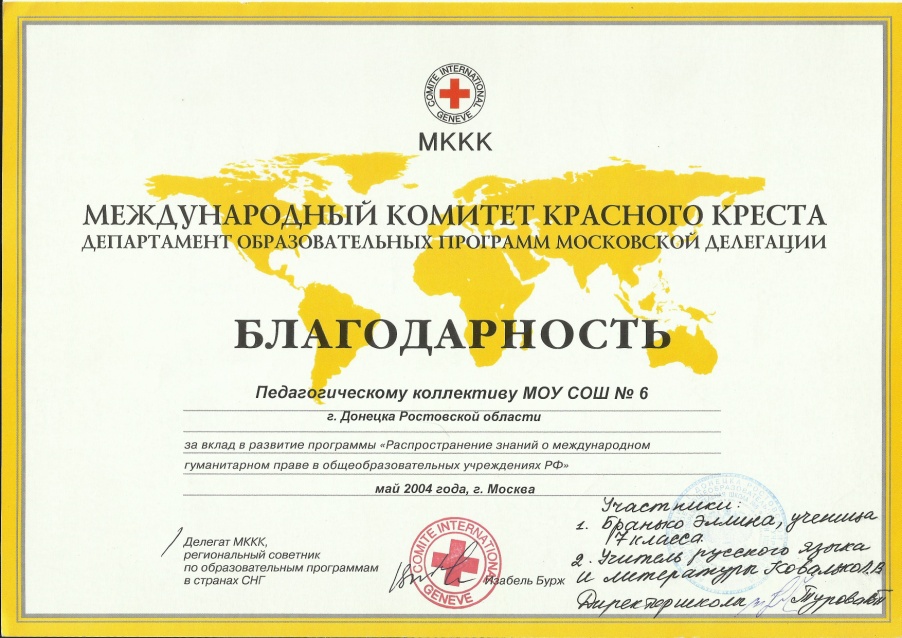 COMITE INTERNATIONAL GENEVE
МККК
МЕЖДУНАРОДНЫЙ КОМИТЕТ КРАСНОГО КРЕСТА
ДЕПАРТАМЕНТ ОБРАЗОВАТЕЛЬНЫХ ПРОГРАММ МОСКОВСКОЙ ДЕЛЕГАЦИИ
БЛАГОДАРНОСТЬ
Педагогическому коллективу МОУ СОШ № 6
г. Донецка Ростовской области
за вклад в развитие программы «Распространение знаний о международном
гуманитарном праве в общеобразовательных учреждениях РФ»
май 2004 года, г. Москва
Делегат МККК,
региональный советник
по образовательным программам
в странах СНГ
COMITE INTERNATIONAL GENEVE
Изабель Бурж
Участники:
1. Бранько Эллина, ученица
7 класса.
2. Учитель русского языка
и литературы
Директор школы